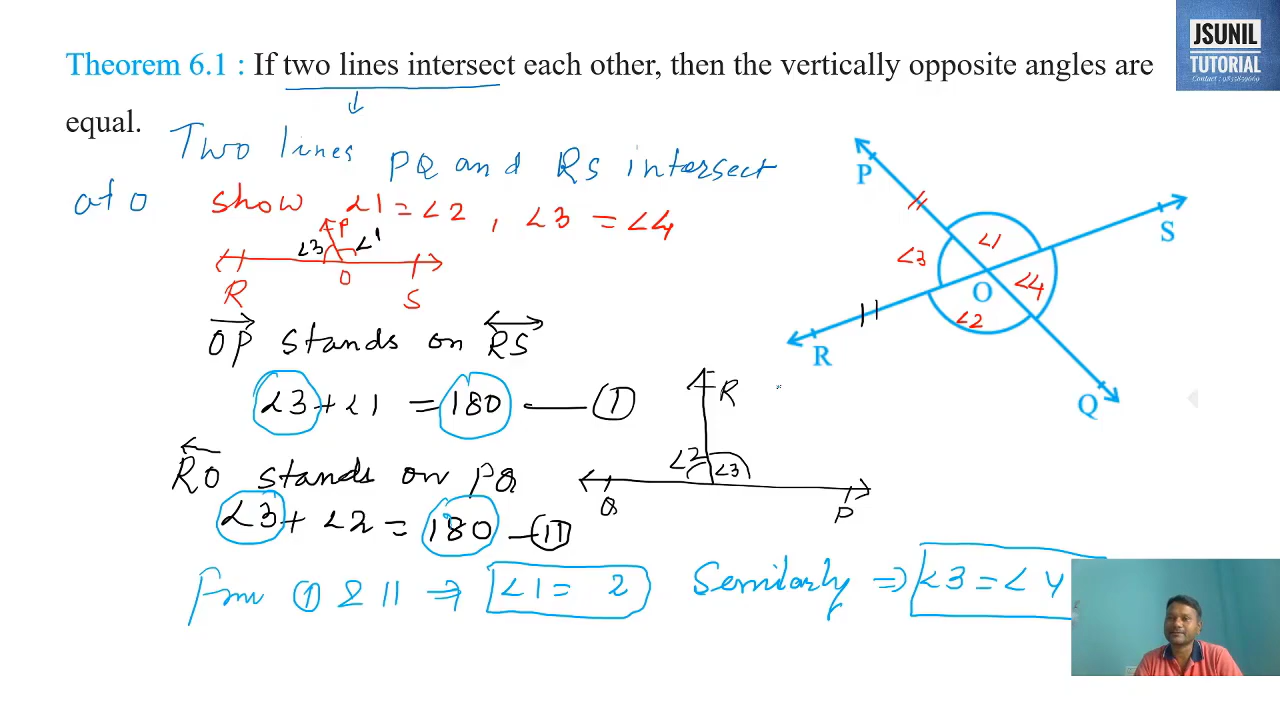 Theorem 6.1 : If two lines intersect each other, then the vertically opposite angles are
equal.
Two lines PQ and RS intersect
at O show ∠1 = ∠2 , ∠3 = ∠4
P
∠3 ∠1
R O S
OP stands on RS
∠3 + ∠1 = 180 — I
RO stands on PQ
∠3 + ∠2 = 180 — II
From I & II ⇒ ∠1 = 2 Semilarly ⇒ ∠3 = ∠4
R
∠2 ∠3
Q P
P
S
∠1
∠3
O ∠4
∠2
R
Q
JSUNIL
TUTORIAL
Contact : 9835859669